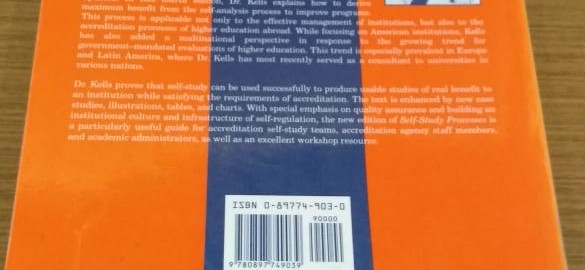 Dr. Kells explains how to derive
maximum benefit from the self-analysis process to improve programs.
This process is applicable not only to the effective management of institutions, but also to the
accreditation processes of higher education abroad. While focusing on American institutions, Kells
has also added a multinational perspective in response to the growing trend for
government-mandated evaluations of higher education. This trend is especially prevalent in Europe
and Latin America, where Dr. Kells has most recently served as a consultant to universities in
various nations.
Dr Kells proves that self-study can be used successfully to produce usable studies of real benefit to
an institution while satisfying the requirements of accreditation. The text is enhanced by new case
studies, illustrations, tables, and charts. With special emphasis on quality assurance and building an
institutional culture and infrastructure of self-regulation, the new edition of Self-Study Processes is
a particularly useful guide for accreditation self-study teams, accreditation agency staff members,
and academic administrators, as well as an excellent workshop resource.
ISBN 0-89774-903-0
90000
9 780897 749039